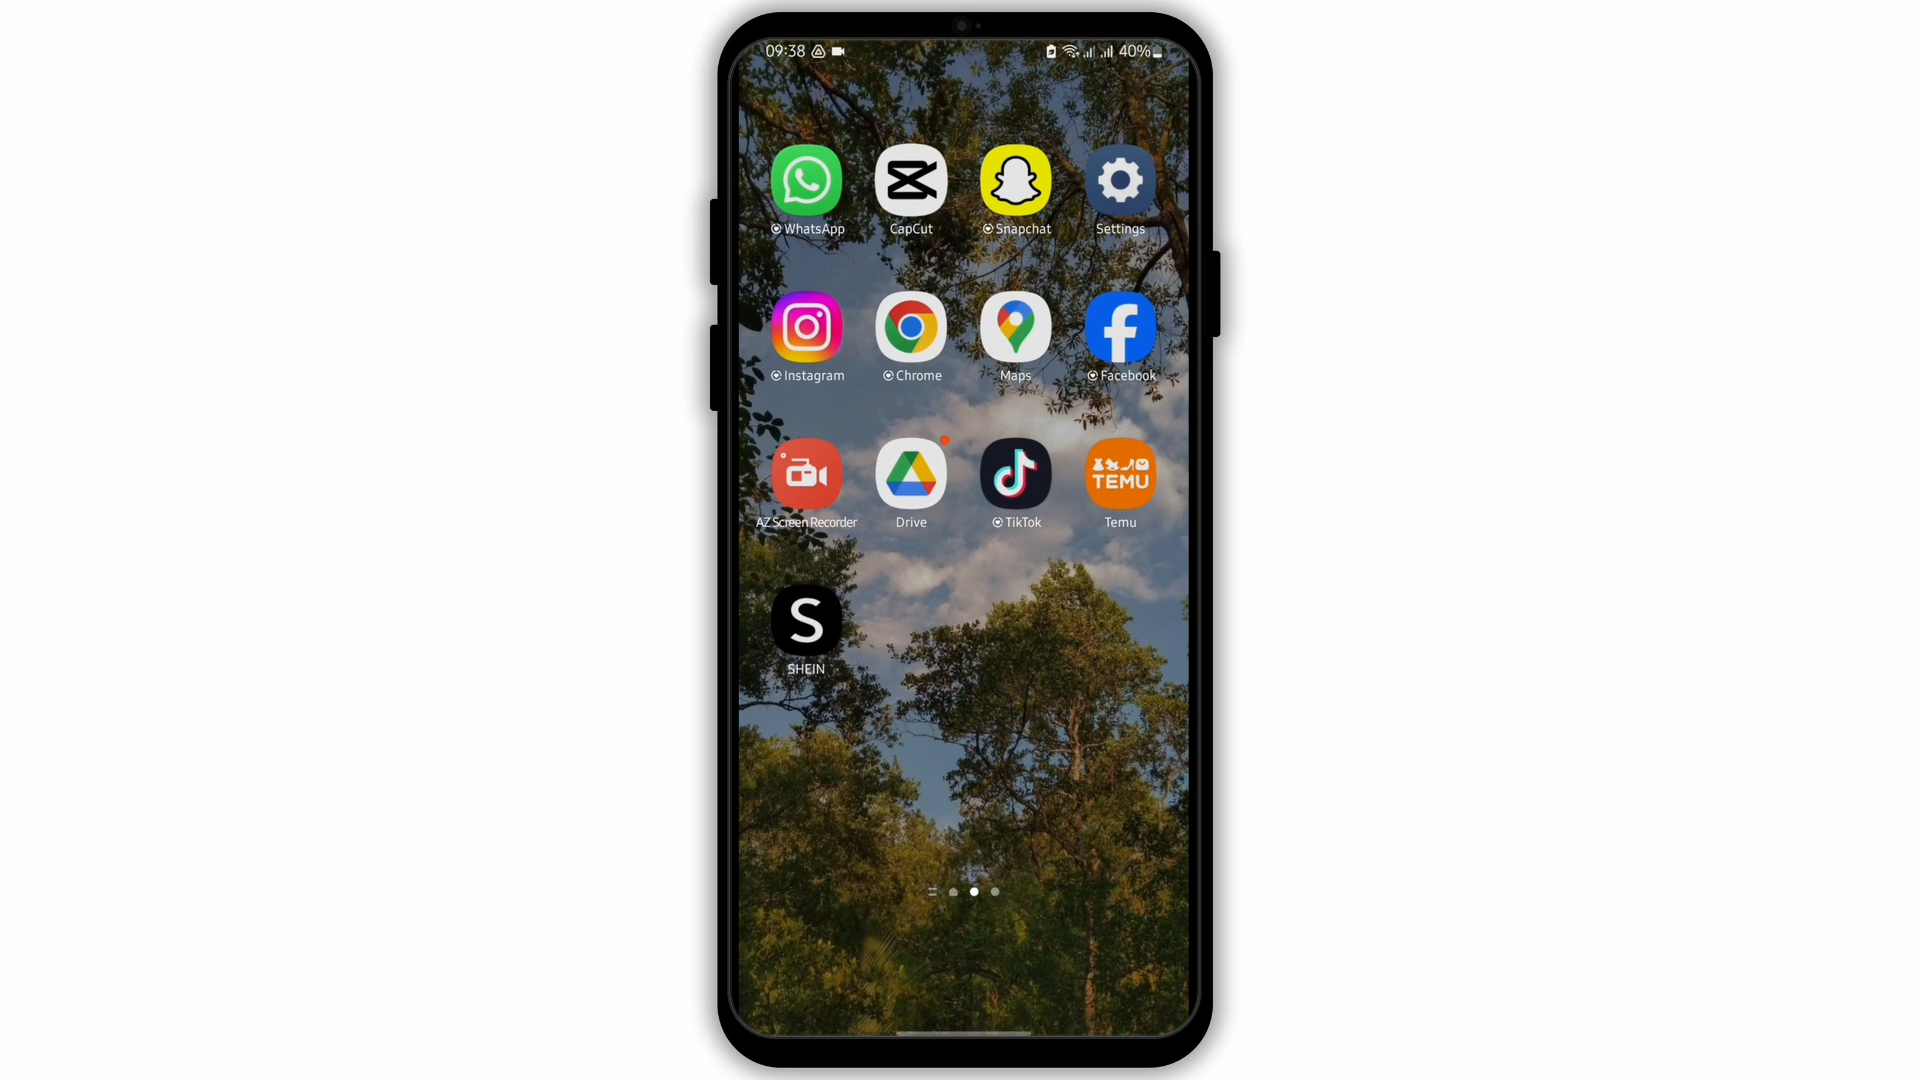 09:38 40%
WhatsApp CapCut Snapchat Settings
Instagram Chrome Maps Facebook
TEMU
AZ Screen Recorder Drive TikTok Temu
S
SHEIN